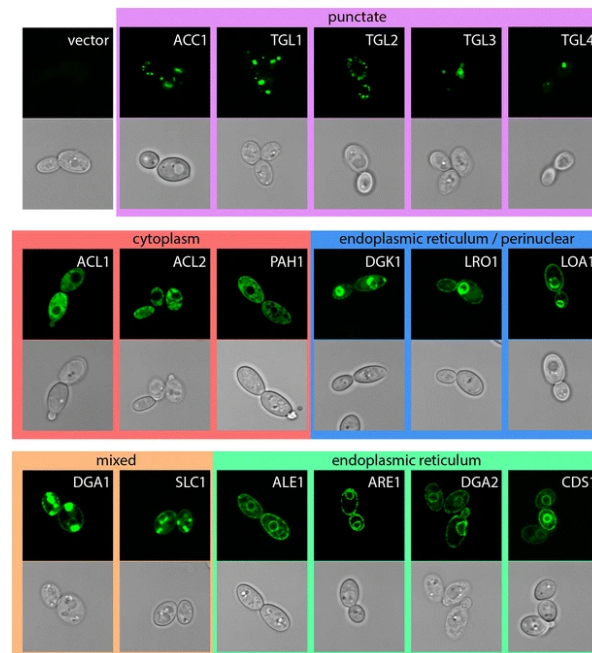 punctate
vector ACC1 TGL1 TGL2 TGL3 TGL4
cytoplasm endoplasmic reticulum / perinuclear
ACL1 ACL2 PAH1 DGK1 LRO1 LOA1
mixed endoplasmic reticulum
DGA1 SLC1 ALE1 ARE1 DGA2 CDS1